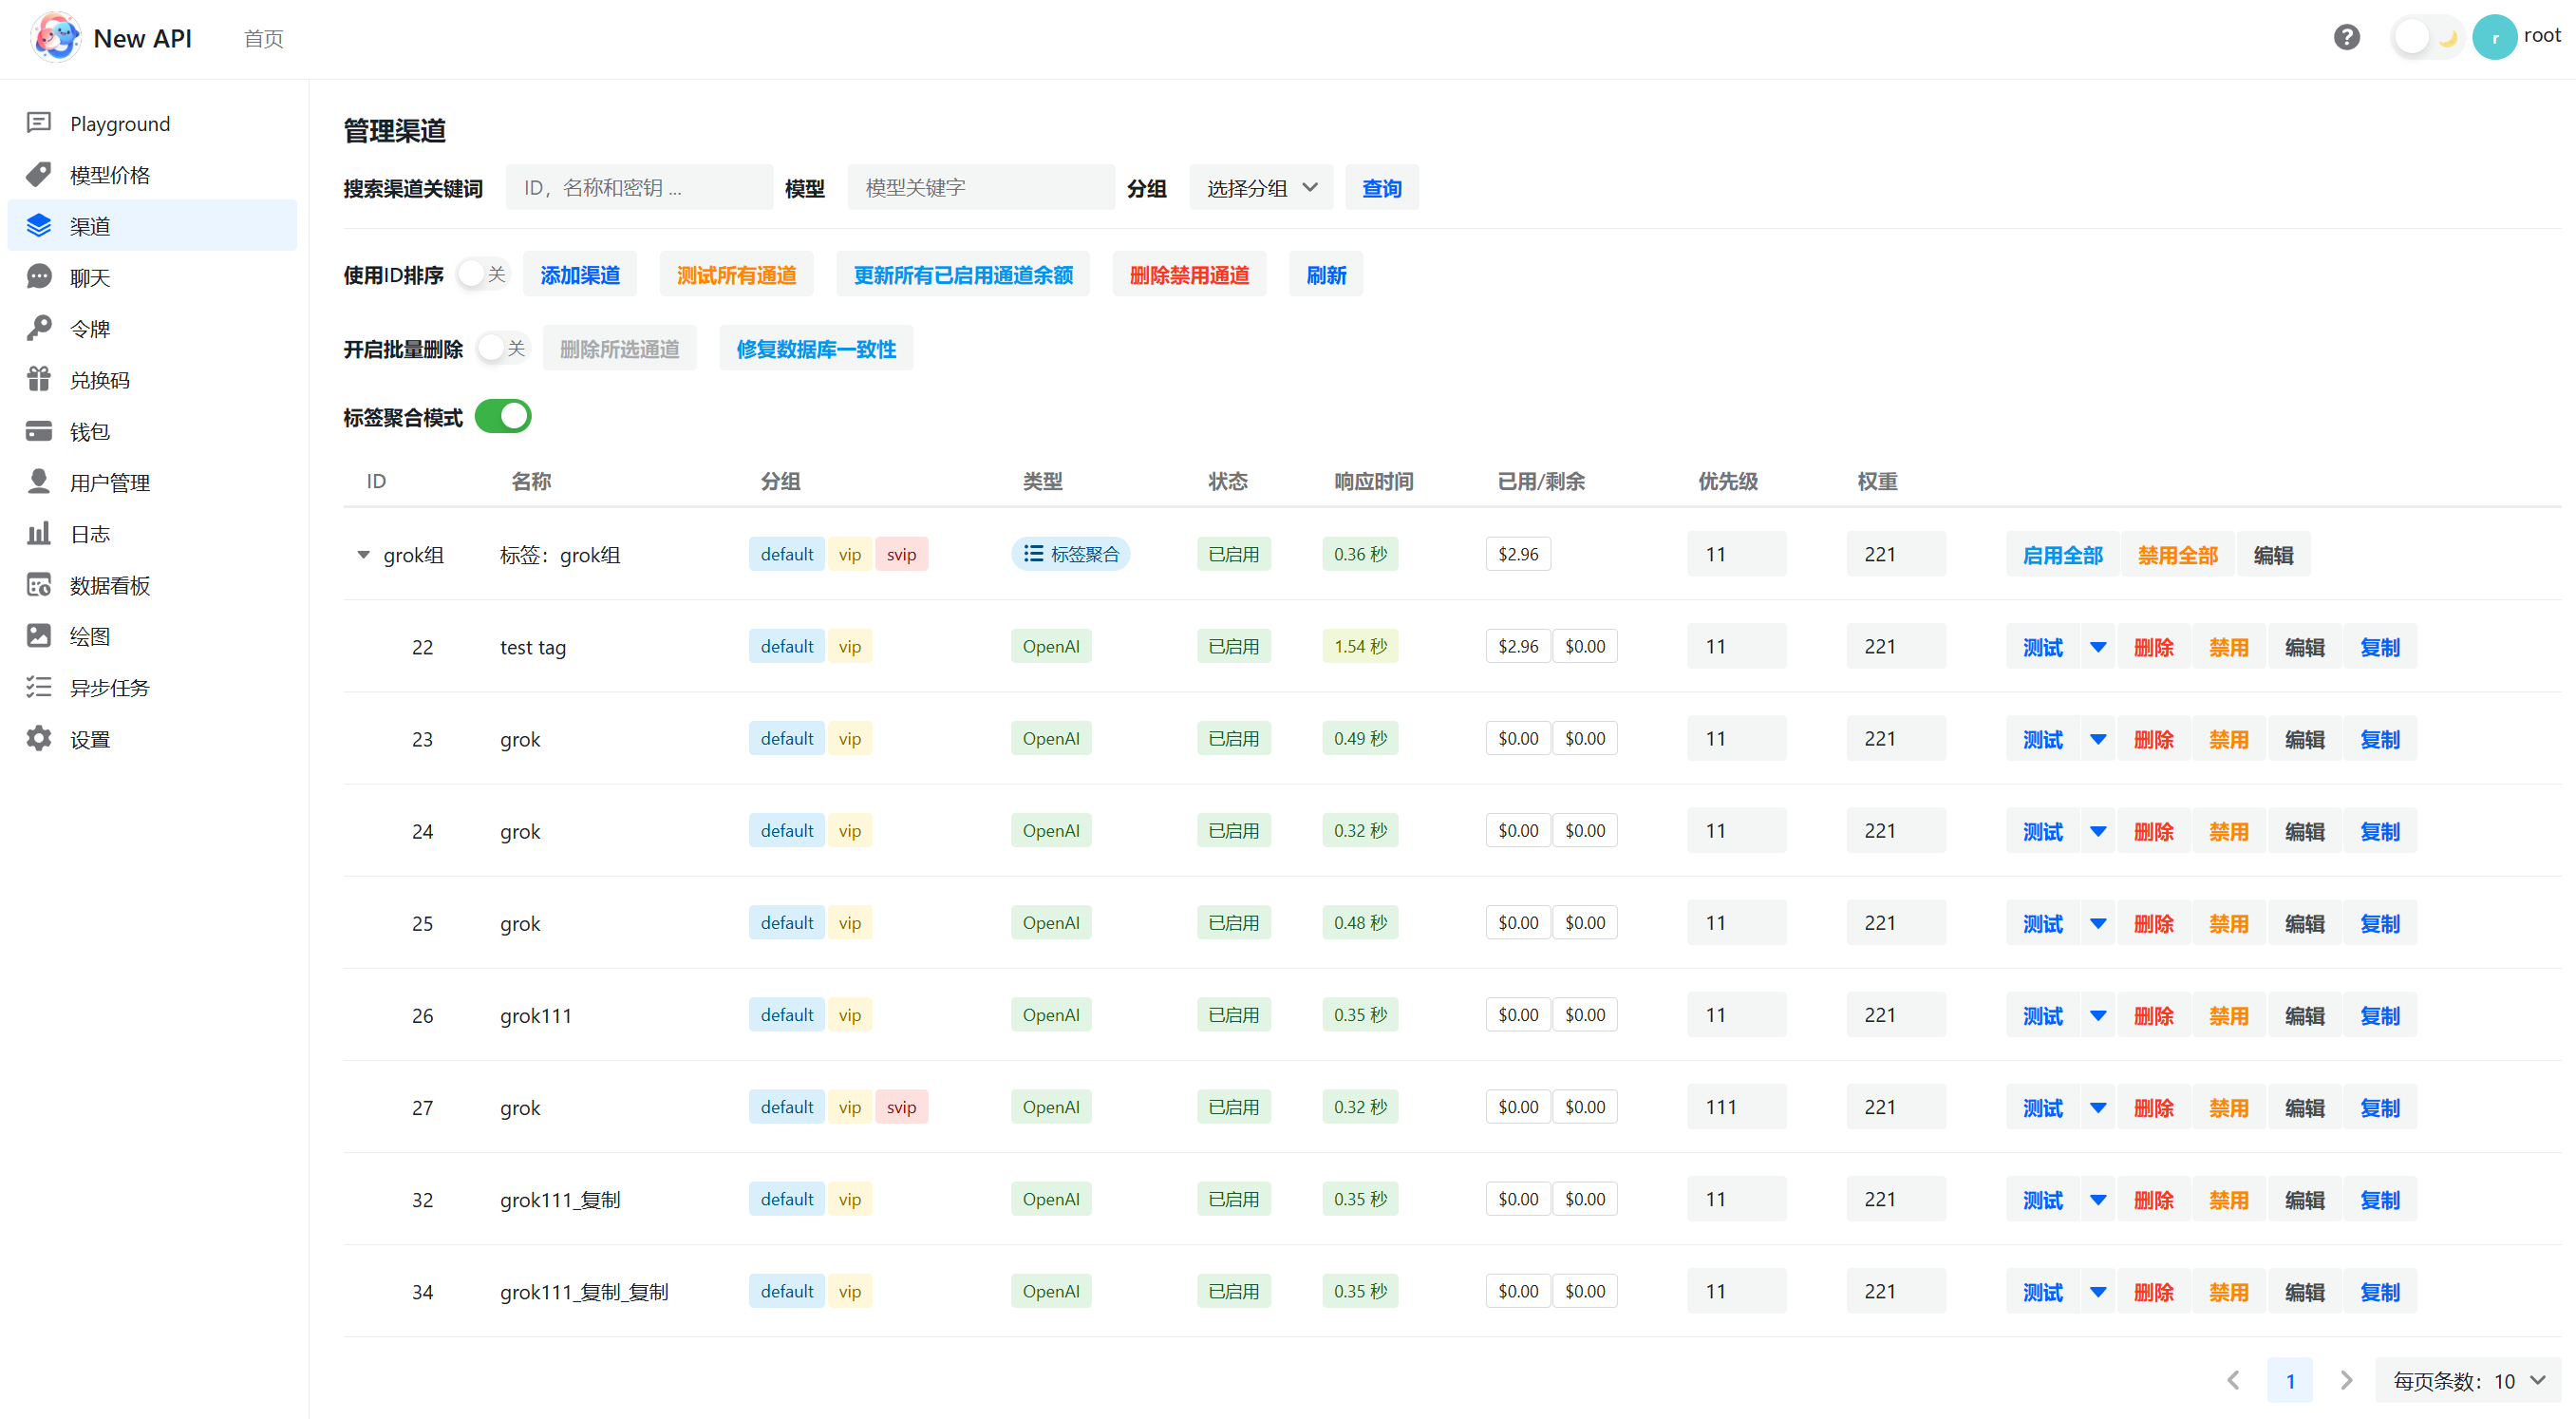 New API 首页 r root
Playground
模型价格
渠道
聊天
令牌
兑换码
钱包
用户管理
日志
数据看板
绘图
异步任务
设置
管理渠道
搜索渠道关键词 ID，名称和密钥 ... 模型 模型关键字 分组 选择分组 查询
使用ID排序 关 添加渠道 测试所有通道 更新所有已启用通道余额 删除禁用通道 刷新
开启批量删除 关 删除所选通道 修复数据库一致性
标签聚合模式
ID 名称 分组 类型 状态 响应时间 已用/剩余 优先级 权重
grok组 标签：grok组 default vip svip 标签聚合 已启用 0.36 秒 $2.96 11 221 启用全部 禁用全部 编辑
22 test tag default vip OpenAI 已启用 1.54 秒 $2.96 $0.00 11 221 测试 删除 禁用 编辑 复制
23 grok default vip OpenAI 已启用 0.49 秒 $0.00 $0.00 11 221 测试 删除 禁用 编辑 复制
24 grok default vip OpenAI 已启用 0.32 秒 $0.00 $0.00 11 221 测试 删除 禁用 编辑 复制
25 grok default vip OpenAI 已启用 0.48 秒 $0.00 $0.00 11 221 测试 删除 禁用 编辑 复制
26 grok111 default vip OpenAI 已启用 0.35 秒 $0.00 $0.00 11 221 测试 删除 禁用 编辑 复制
27 grok default vip svip OpenAI 已启用 0.32 秒 $0.00 $0.00 111 221 测试 删除 禁用 编辑 复制
32 grok111_复制 default vip OpenAI 已启用 0.35 秒 $0.00 $0.00 11 221 测试 删除 禁用 编辑 复制
34 grok111_复制_复制 default vip OpenAI 已启用 0.35 秒 $0.00 $0.00 11 221 测试 删除 禁用 编辑 复制
1 每页条数：10